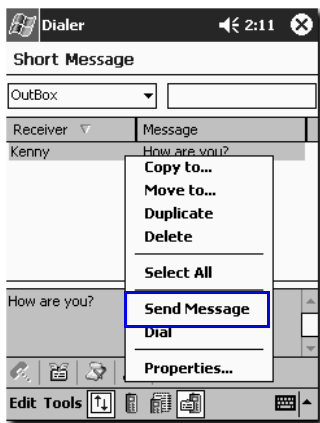 Dialer 2:11
Short Message
OutBox
Receiver Message
Kenny How are you?
Copy to...
Move to...
Duplicate
Delete
Select All
How are you?
Send Message
Dial
Properties...
Edit Tools